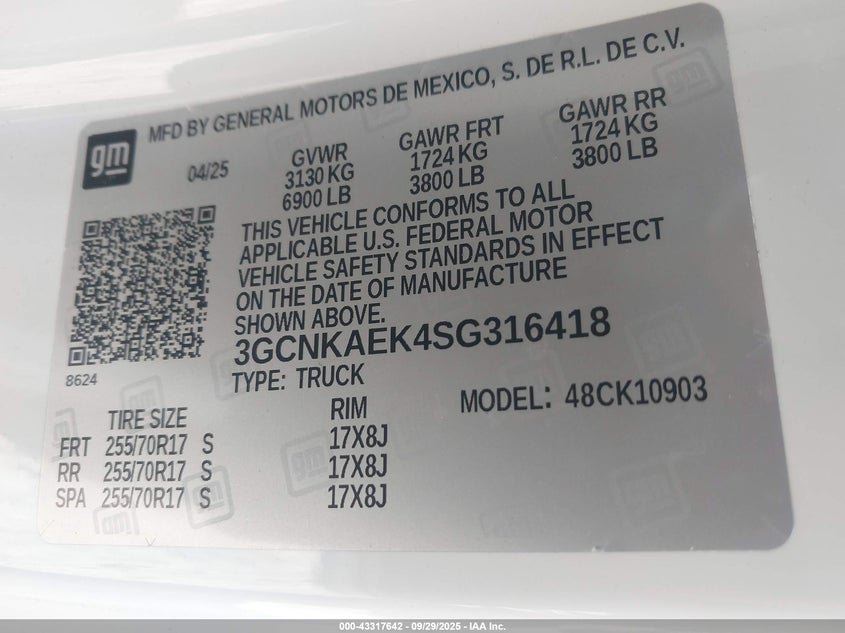 MFD BY GENERAL MOTORS DE MEXICO, S. DE R.L. DE C.V.
gm
04/25
GVWR
3130 KG
6900 LB
GAWR FRT
1724 KG
3800 LB
GAWR RR
1724 KG
3800 LB
THIS VEHICLE CONFORMS TO ALL
APPLICABLE U.S. FEDERAL MOTOR
VEHICLE SAFETY STANDARDS IN EFFECT
ON THE DATE OF MANUFACTURE
SHOWN ABOVE.
3GCNKAEK4SG316418
8624
TYPE: TRUCK
MODEL: 48CK10903
TIRE SIZE RIM
FRT 255/70R17 S 17X8J
RR 255/70R17 S 17X8J
SPA 255/70R17 S 17X8J
000-43317642 - 09/29/2025 - IAA Inc.